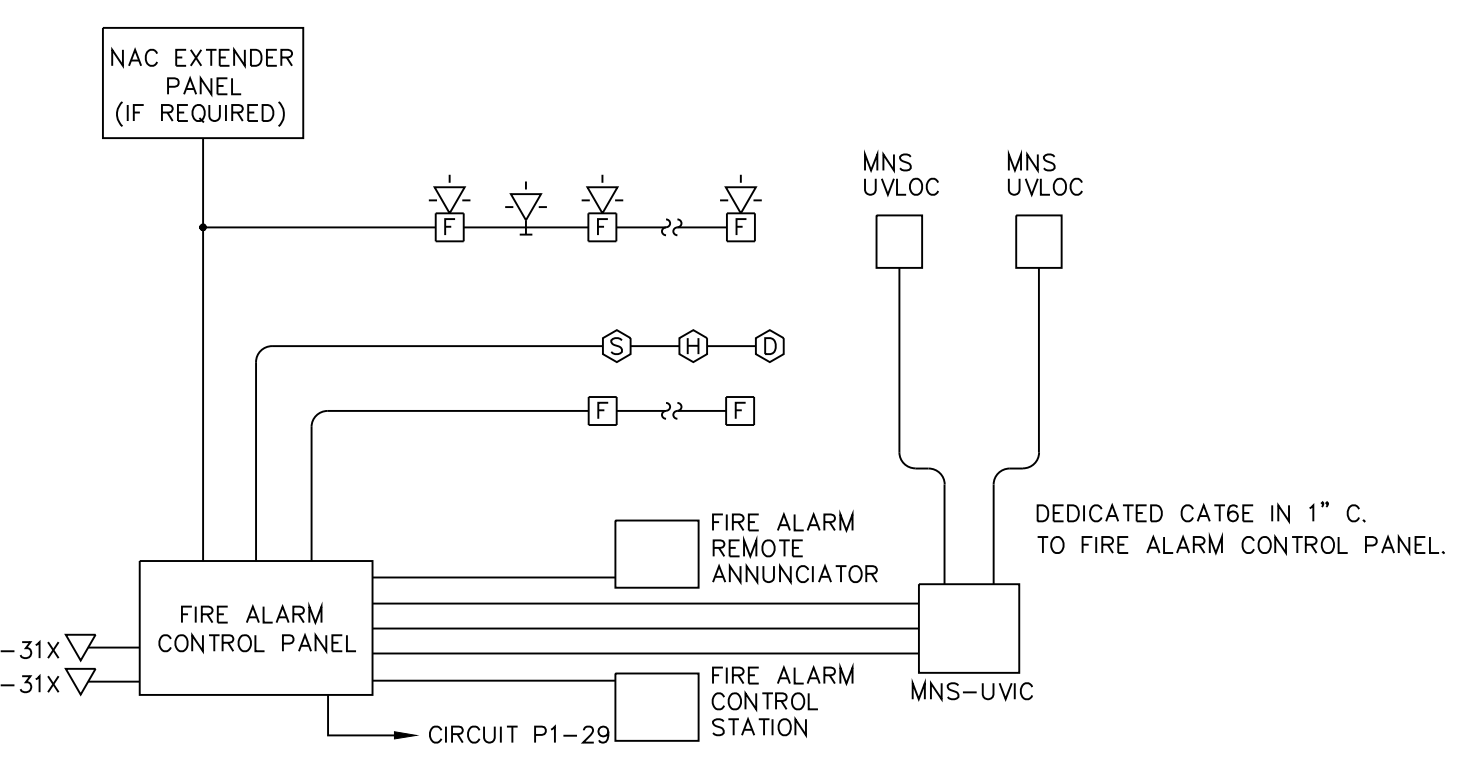 NAC EXTENDER
PANEL
(IF REQUIRED)
MNS
UVLOC
MNS
UVLOC
F
F
F
S
H
D
F
F
DEDICATED CAT6E IN 1" C.
TO FIRE ALARM CONTROL PANEL.
FIRE ALARM
REMOTE
ANNUNCIATOR
FIRE ALARM
CONTROL PANEL
-31X
-31X
FIRE ALARM
CONTROL
STATION
MNS-UVIC
CIRCUIT P1-29